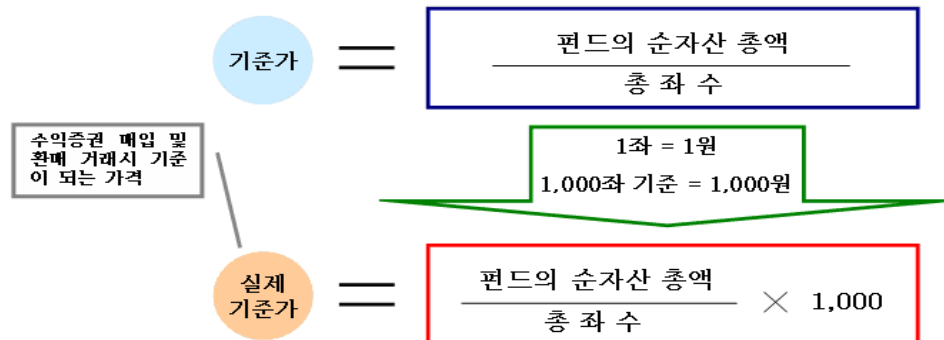 기준가
=
펀드의 순자산 총액
총 좌 수
수익증권 매입 및
환매 거래시 기준
이 되는 가격
1좌 = 1원
1,000좌 기준 = 1,000원
실제
기준가
=
펀드의 순자산 총액
총 좌 수
× 1,000